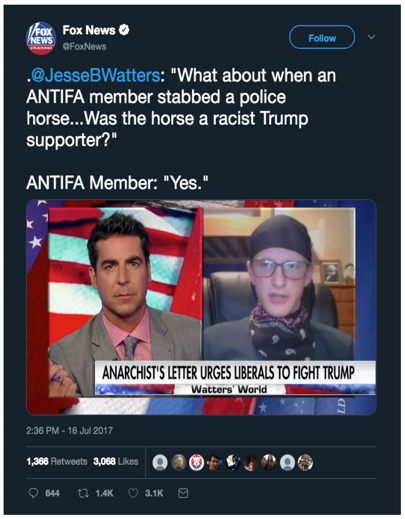 FOX
NEWS
channel
Fox News
@FoxNews
Follow
.@JesseBWatters: "What about when an
ANTIFA member stabbed a police
horse...Was the horse a racist Trump
supporter?"
ANTIFA Member: "Yes."
ANARCHIST'S LETTER URGES LIBERALS TO FIGHT TRUMP
Watters' World
2:36 PM - 16 Jul 2017
1,366 Retweets 3,068 Likes
644 1.4K 3.1K